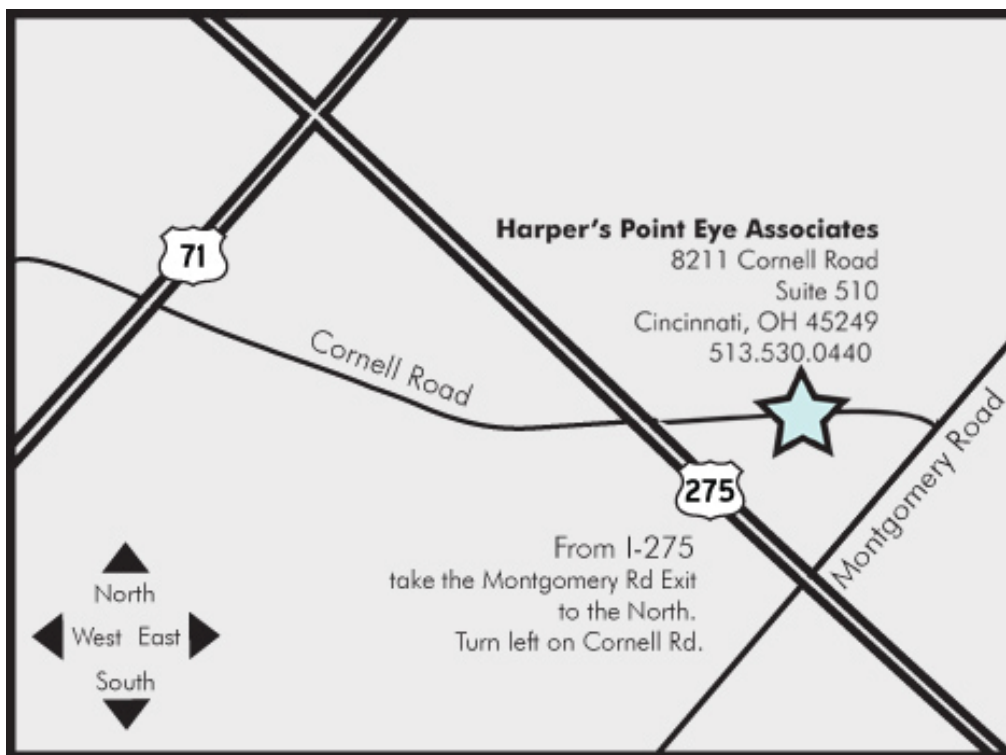 71
Harper's Point Eye Associates
8211 Cornell Road
Suite 510
Cincinnati, OH 45249
513.530.0440
Cornell Road
Montgomery Road
275
From I-275
take the Montgomery Rd Exit
to the North.
Turn left on Cornell Rd.
North
West East
South